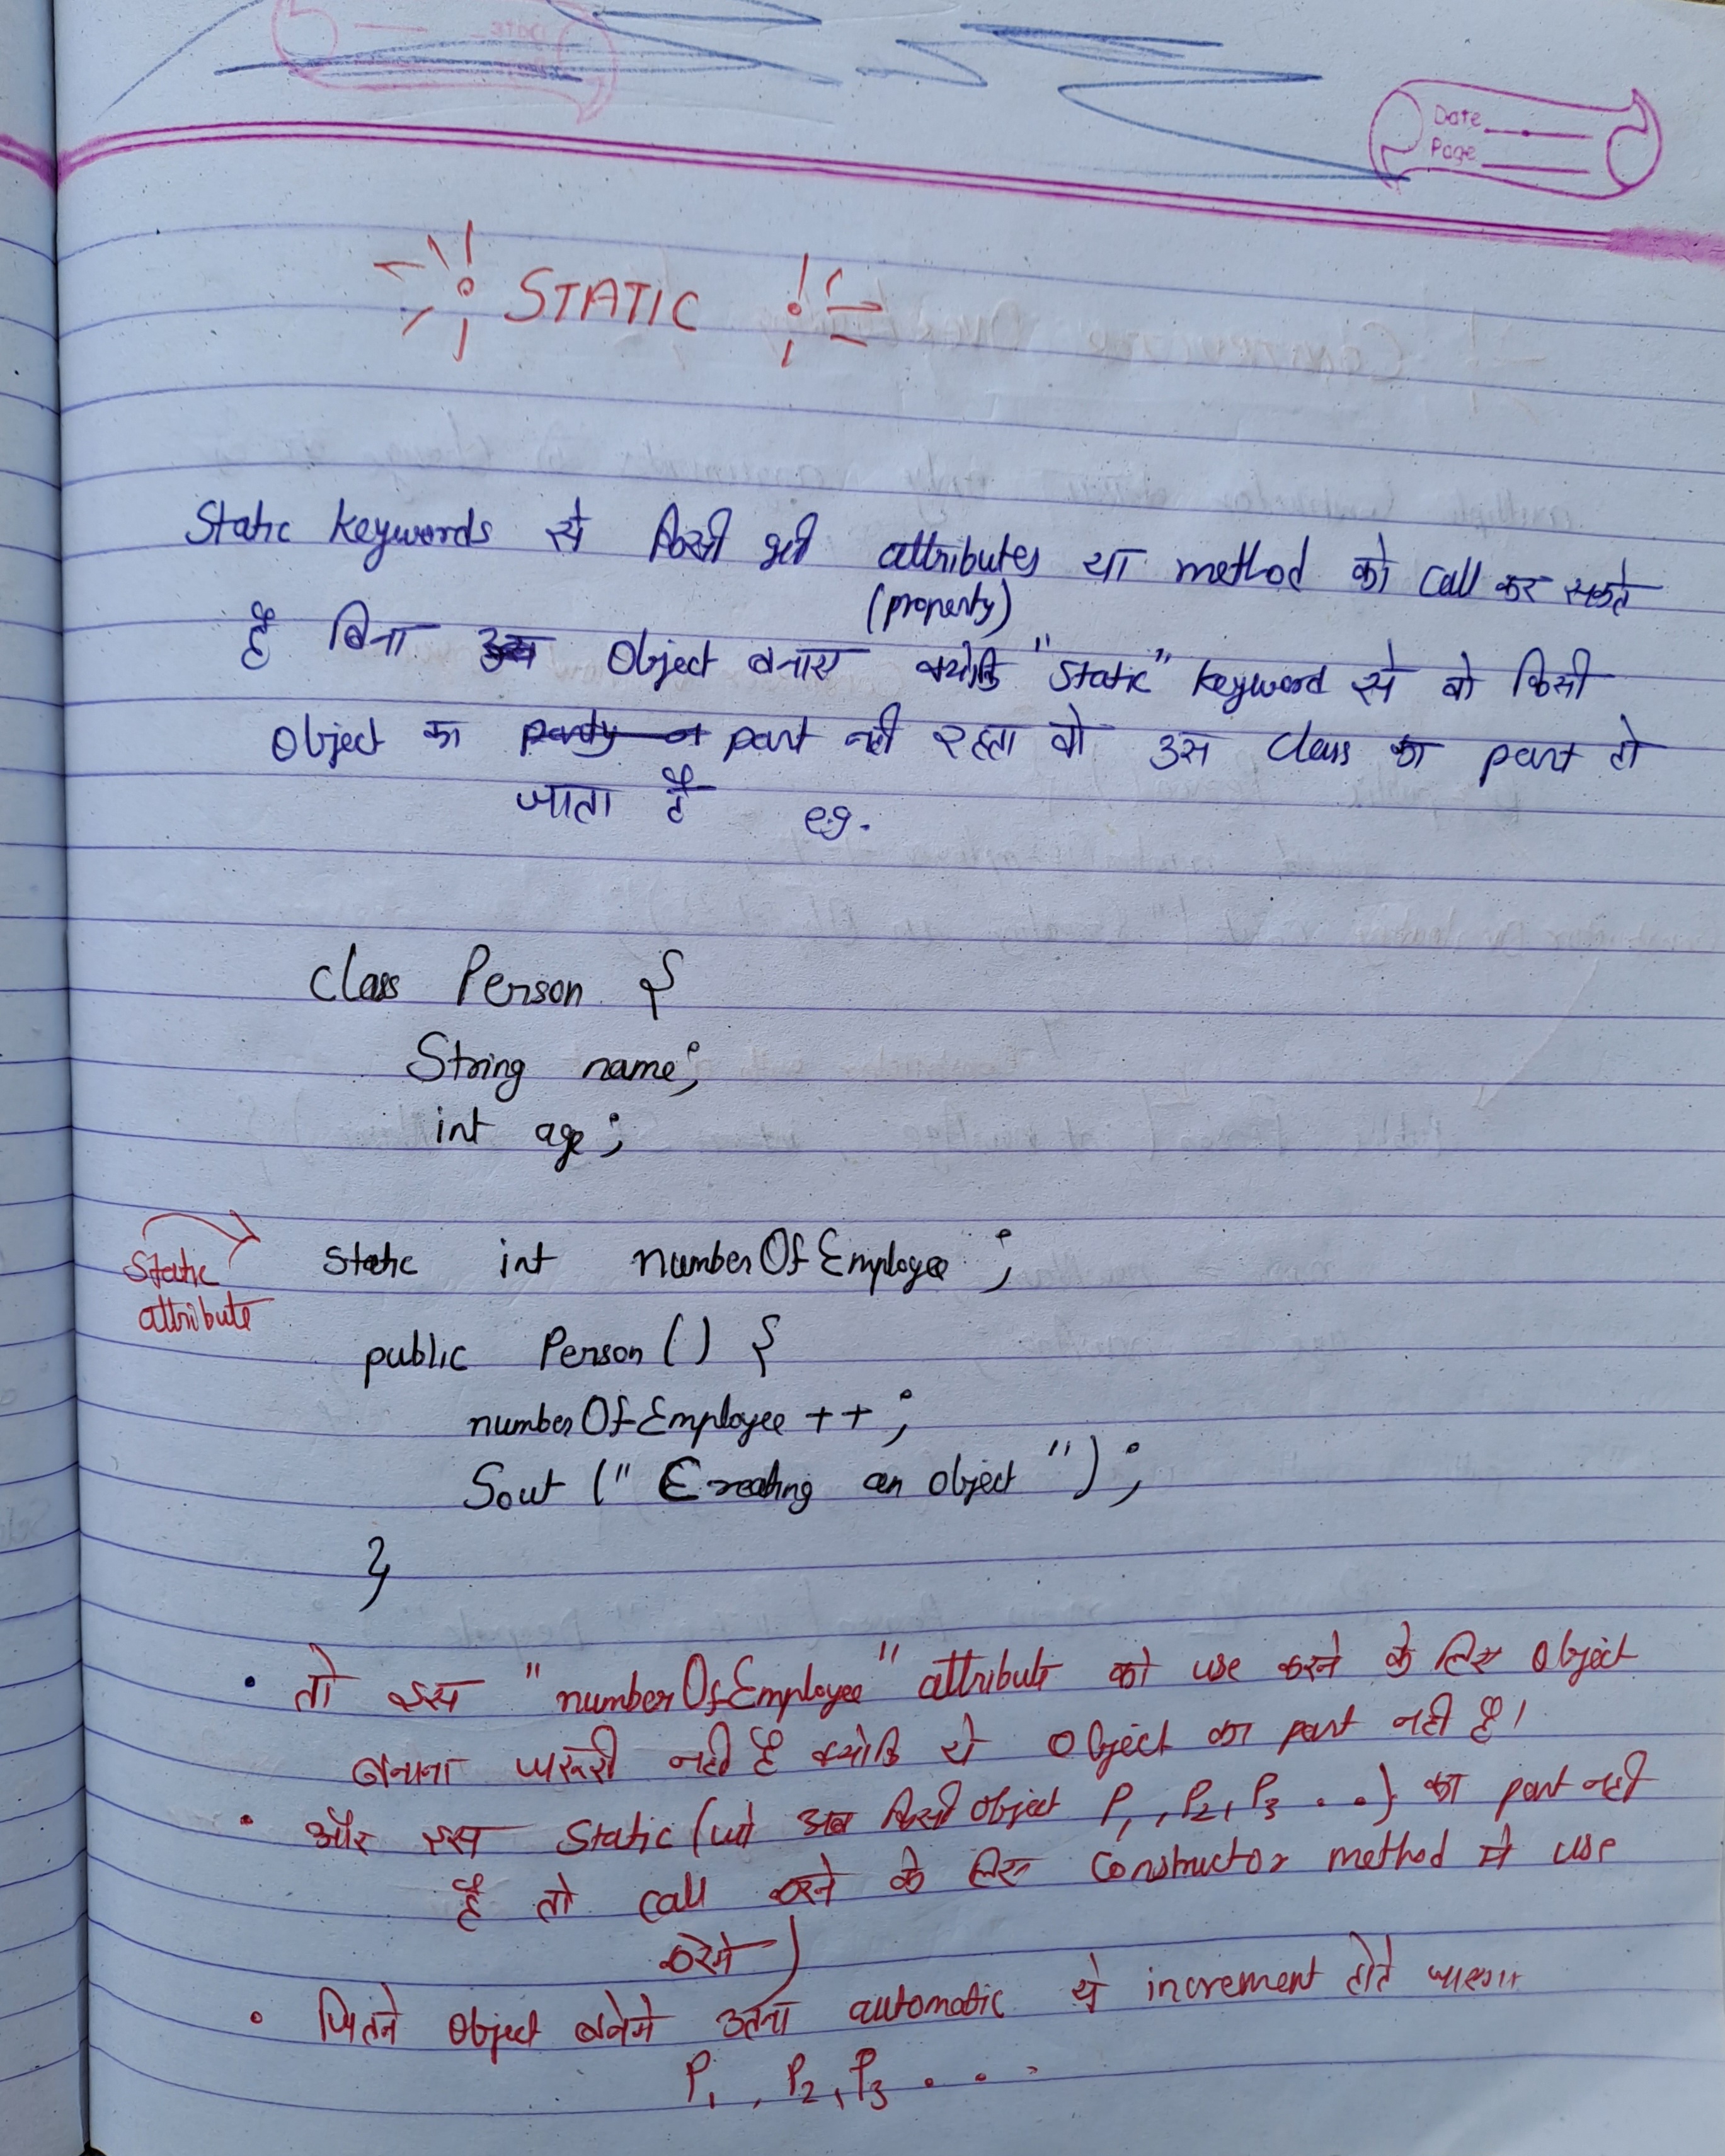 Date
Page
STATIC
Static keywords से किसी भी attributes या method को call कर सकते
(property)
है बिना object बनाए क्योकि "Static" keyword से वो किसी
object का part नही रहता वो उस class का part हो
जाता है e.g.
class Person {
String name;
int age;
Static attribute
static int numberOfEmployee ;
public Person () {
numberOfEmployee ++ ;
Sout (" Creating an object ") ;
}
• तो इस "numberOfEmployee" attribute को use करने के लिए object
बनाना जरूरी नही है क्योकि ये object का part नही है।
• और इस static (जो अब किसी object P1, P2, P3 . . .) का part नही
है तो call करने के लिए constructor method मे use
करेगे)
• जितने object बनेगे उतना automatic ये increment होते जाएगा
P1, P2, P3 . . .